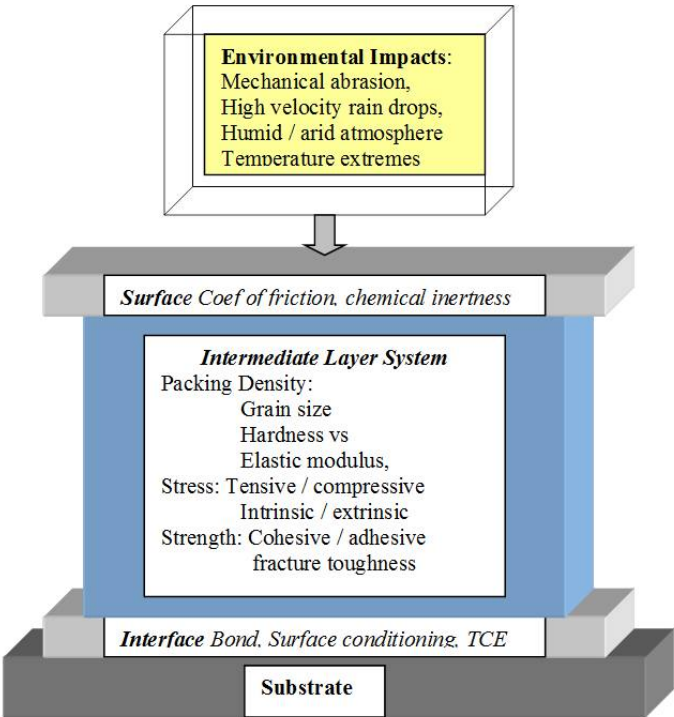 Environmental Impacts:
Mechanical abrasion,
High velocity rain drops,
Humid / arid atmosphere
Temperature extremes
Surface Coef of friction, chemical inertness
Intermediate Layer System
Packing Density:
Grain size
Hardness vs
Elastic modulus,
Stress: Tensive / compressive
Intrinsic / extrinsic
Strength: Cohesive / adhesive
fracture toughness
Interface Bond, Surface conditioning, TCE
Substrate